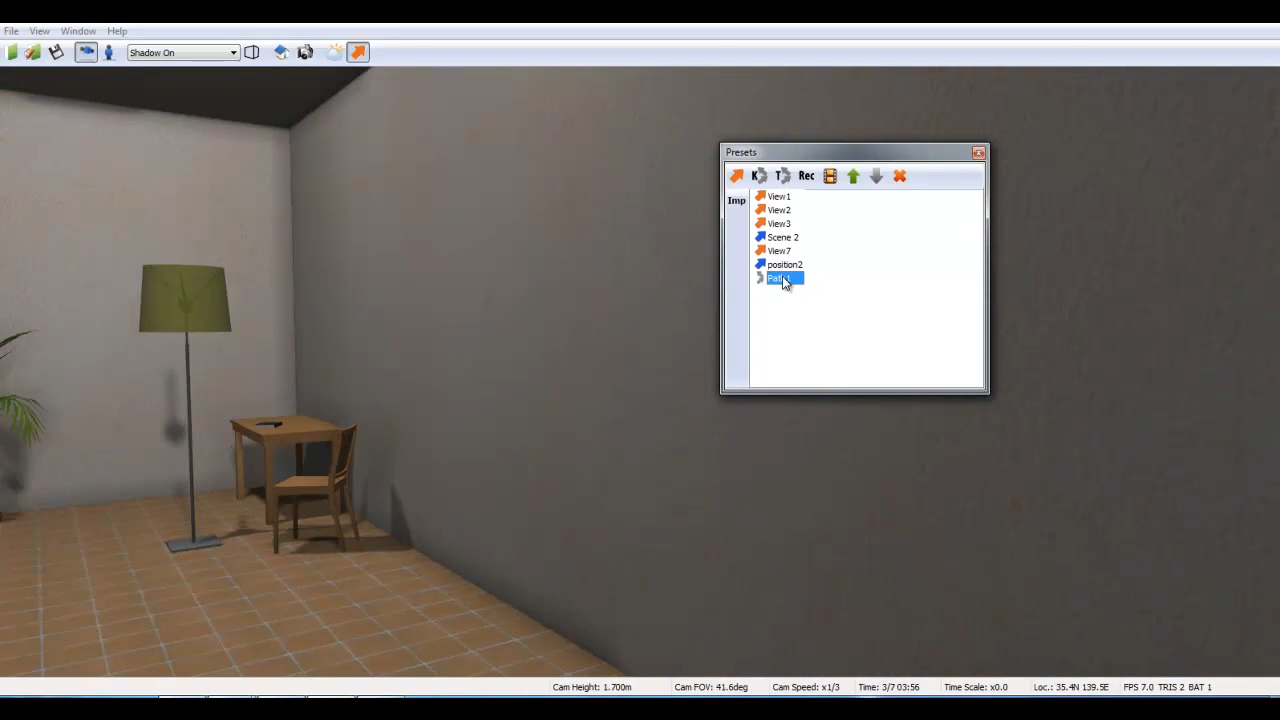 File View Window Help
Shadow On
Presets
K T Rec
Imp
View1
View2
View3
Scene 2
View7
position2
Path1
Cam Height: 1.700m Cam FOV: 41.6deg Cam Speed: x1/3 Time: 3/7 03:56 Time Scale: x0.0 Loc.: 35.4N 139.5E FPS 7.0 TRIS 2 BAT 1